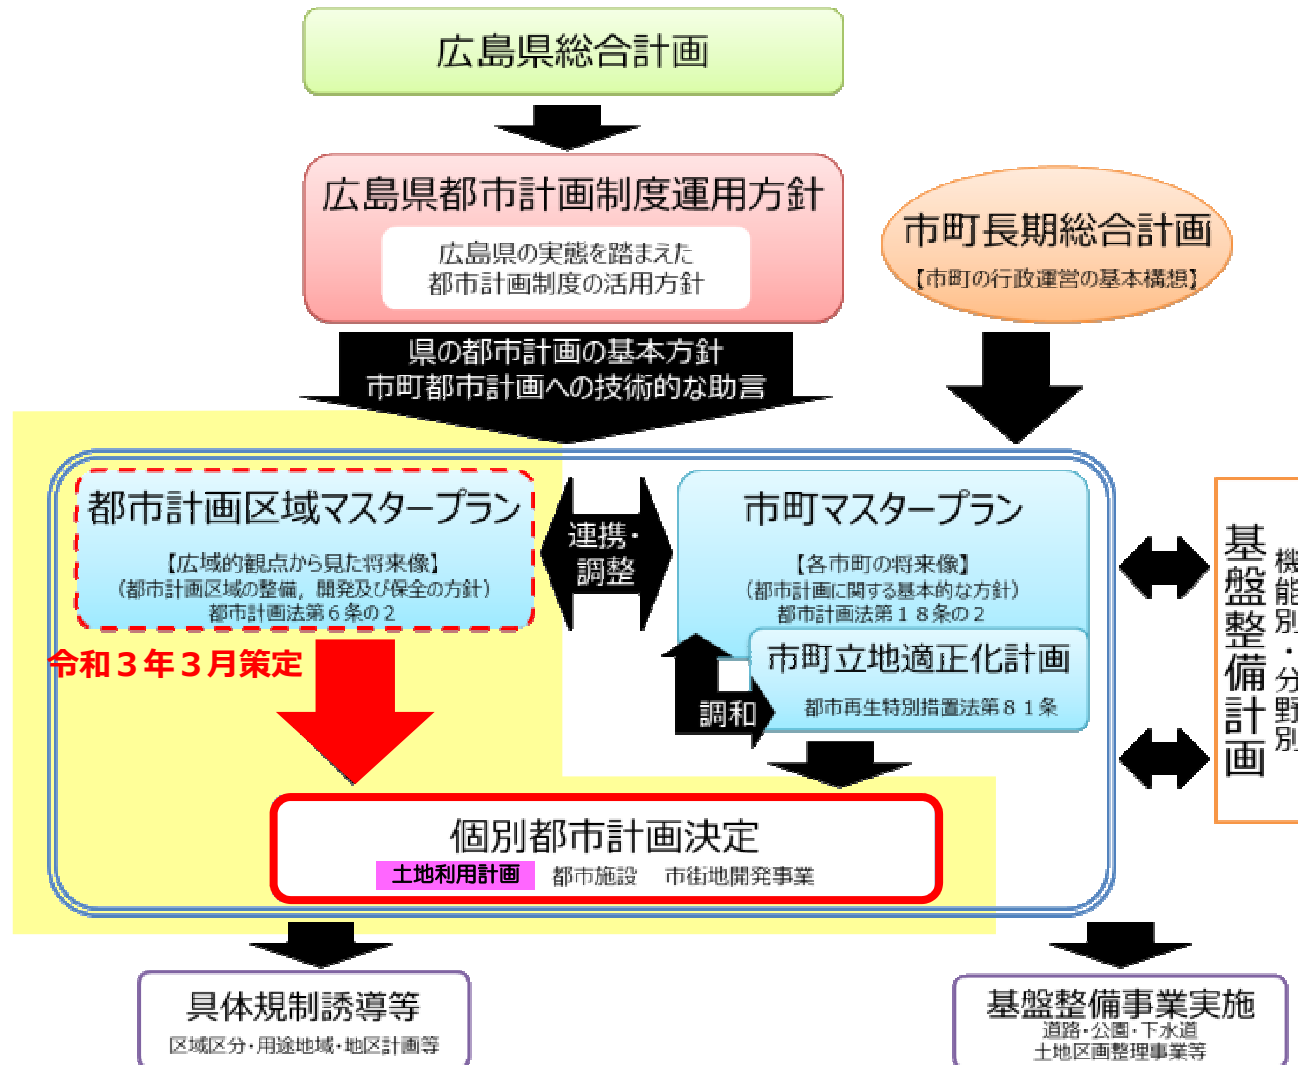 広島県総合計画
広島県都市計画制度運用方針
広島県の実態を踏まえた
都市計画制度の活用方針
市町長期総合計画
【市町の行政運営の基本構想】
県の都市計画の基本方針
市町都市計画への技術的な助言
都市計画区域マスタープラン
【広域的観点から見た将来像】
（都市計画区域の整備，開発及び保全の方針）
都市計画法第６条の２
連携・
調整
市町マスタープラン
【各市町の将来像】
（都市計画に関する基本的な方針）
都市計画法第１８条の２
市町立地適正化計画
都市再生特別措置法第８１条
調和
機能別・分野別
基盤整備計画
令和３年３月策定
個別都市計画決定
土地利用計画 都市施設 市街地開発事業
具体規制誘導等
区域区分・用途地域・地区計画等
基盤整備事業実施
道路・公園・下水道
土地区画整理事業等